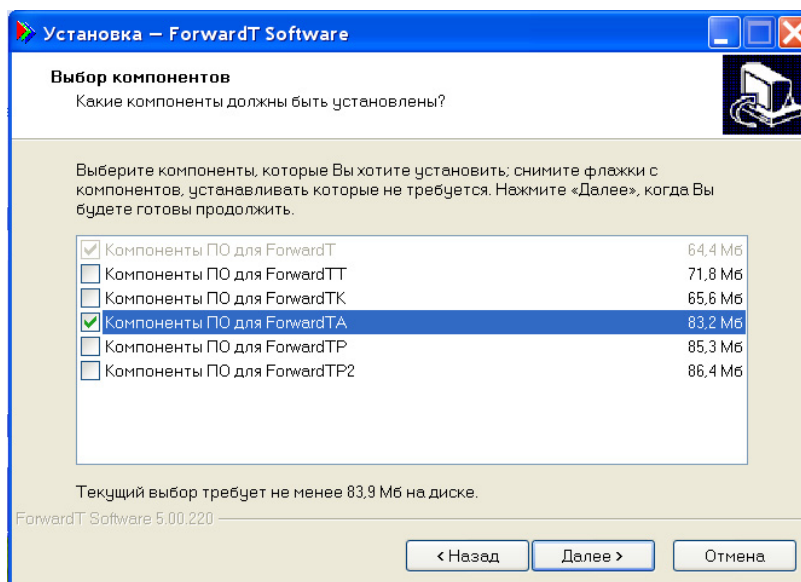 Установка — ForwardT Software
Выбор компонентов
Какие компоненты должны быть установлены?
Выберите компоненты, которые Вы хотите установить; снимите флажки с
компонентов, устанавливать которые не требуется. Нажмите «Далее», когда Вы
будете готовы продолжить.
Компоненты ПО для ForwardT 64,4 Мб
Компоненты ПО для ForwardTT 71,8 Мб
Компоненты ПО для ForwardTK 65,6 Мб
Компоненты ПО для ForwardTA 83,2 Мб
Компоненты ПО для ForwardTP 85,3 Мб
Компоненты ПО для ForwardTP2 86,4 Мб
Текущий выбор требует не менее 83,9 Мб на диске.
ForwardT Software 5.00.220
< Назад Далее > Отмена